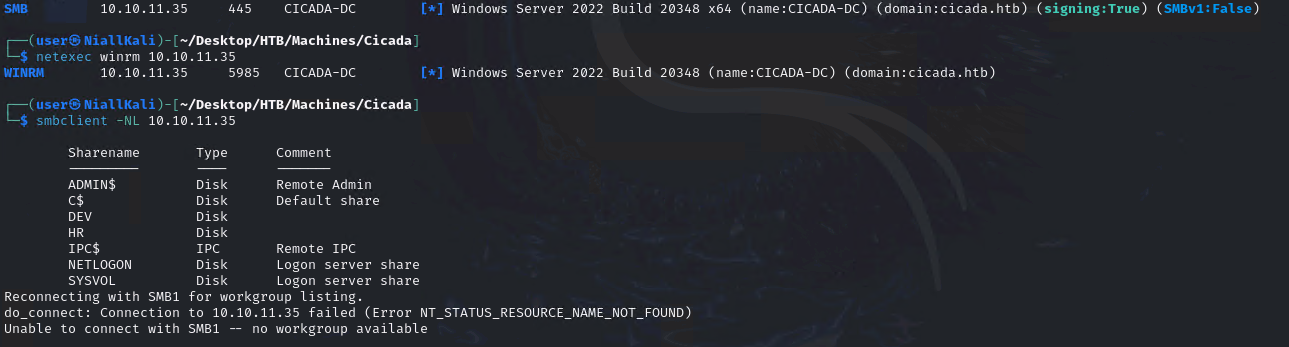 SMB 10.10.11.35 445 CICADA-DC [*] Windows Server 2022 Build 20348 x64 (name:CICADA-DC) (domain:cicada.htb) (signing:True) (SMBv1:False)
┌──(user㉿NiallKali)-[~/Desktop/HTB/Machines/Cicada]
└─$ netexec winrm 10.10.11.35
WINRM 10.10.11.35 5985 CICADA-DC [*] Windows Server 2022 Build 20348 (name:CICADA-DC) (domain:cicada.htb)
┌──(user㉿NiallKali)-[~/Desktop/HTB/Machines/Cicada]
└─$ smbclient -NL 10.10.11.35
Sharename Type Comment
--------- ---- -------
ADMIN$ Disk Remote Admin
C$ Disk Default share
DEV Disk
HR Disk
IPC$ IPC Remote IPC
NETLOGON Disk Logon server share
SYSVOL Disk Logon server share
Reconnecting with SMB1 for workgroup listing.
do_connect: Connection to 10.10.11.35 failed (Error NT_STATUS_RESOURCE_NAME_NOT_FOUND)
Unable to connect with SMB1 -- no workgroup available